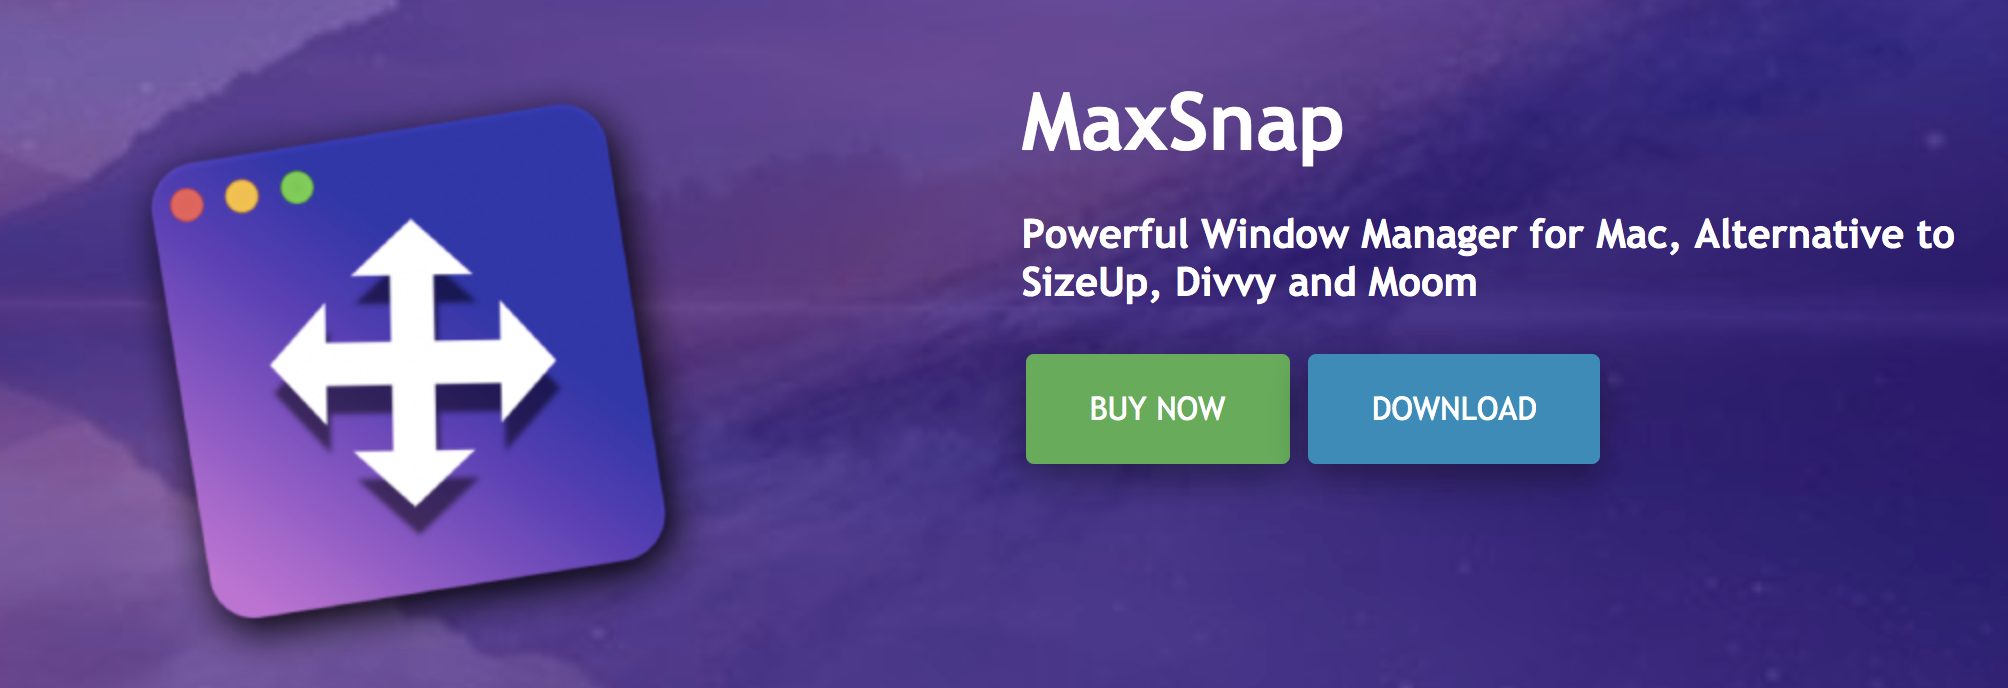 MaxSnap
Powerful Window Manager for Mac, Alternative to
SizeUp, Divvy and Moom
BUY NOW
DOWNLOAD